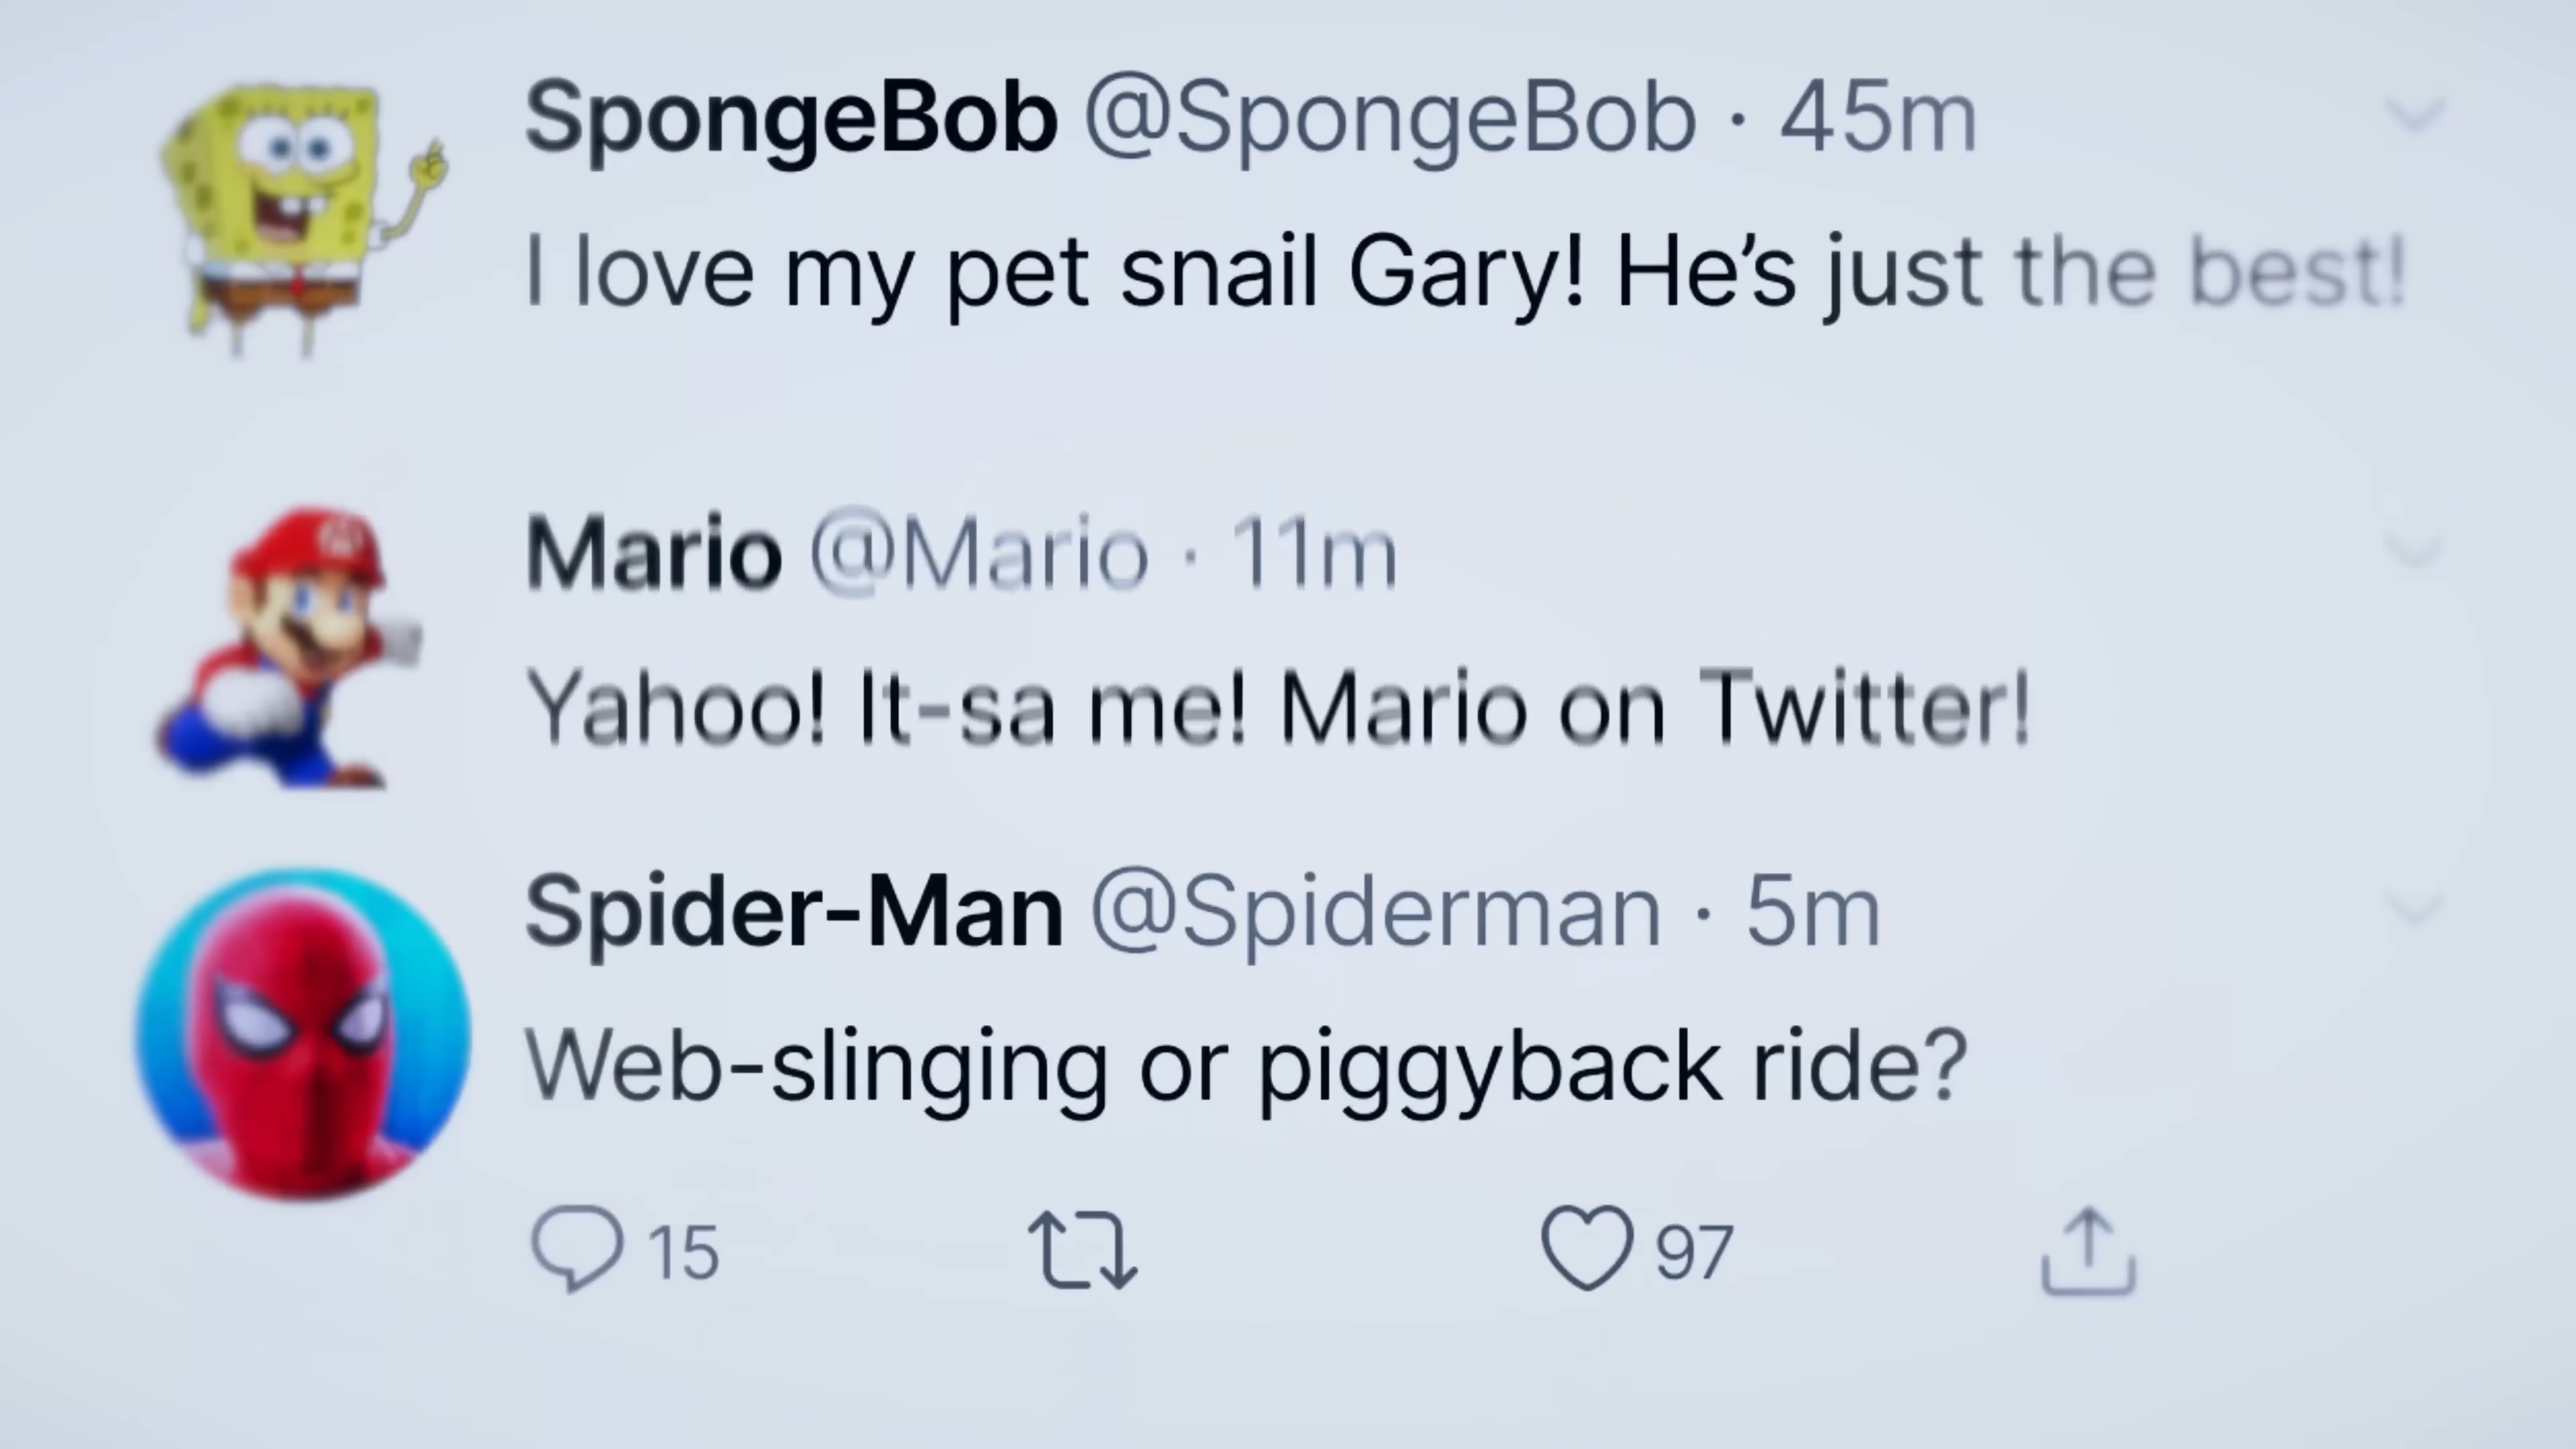 SpongeBob @SpongeBob · 45m
I love my pet snail Gary! He’s just the best!
Mario @Mario · 11m
Yahoo! It-sa me! Mario on Twitter!
Spider-Man @Spiderman · 5m
Web-slinging or piggyback ride?
15 97